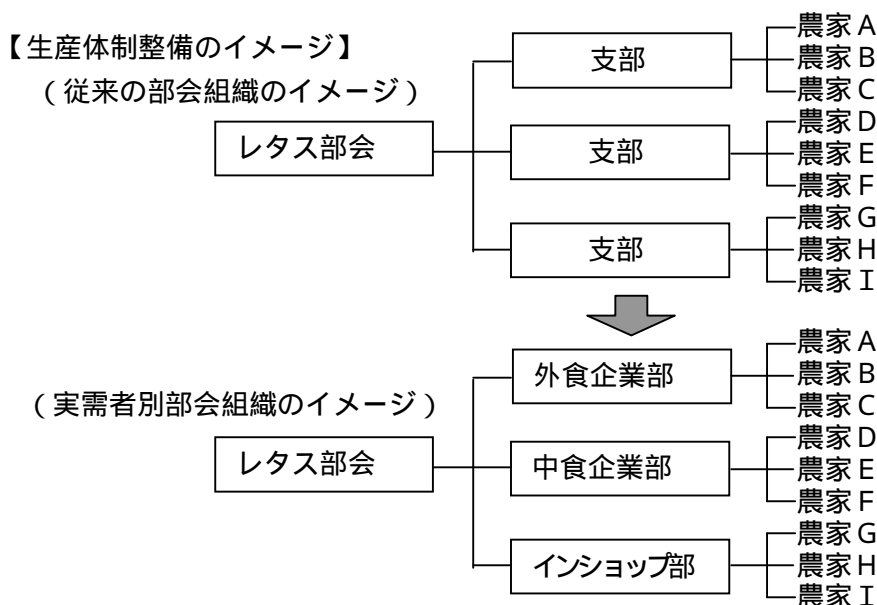 【生産体制整備のイメージ】
(従来の部会組織のイメージ)
レタス部会
支部
農家A
農家B
農家C
支部
農家D
農家E
農家F
支部
農家G
農家H
農家I
(実需者別部会組織のイメージ)
レタス部会
外食企業部
農家A
農家B
農家C
中食企業部
農家D
農家E
農家F
インショップ部
農家G
農家H
農家I